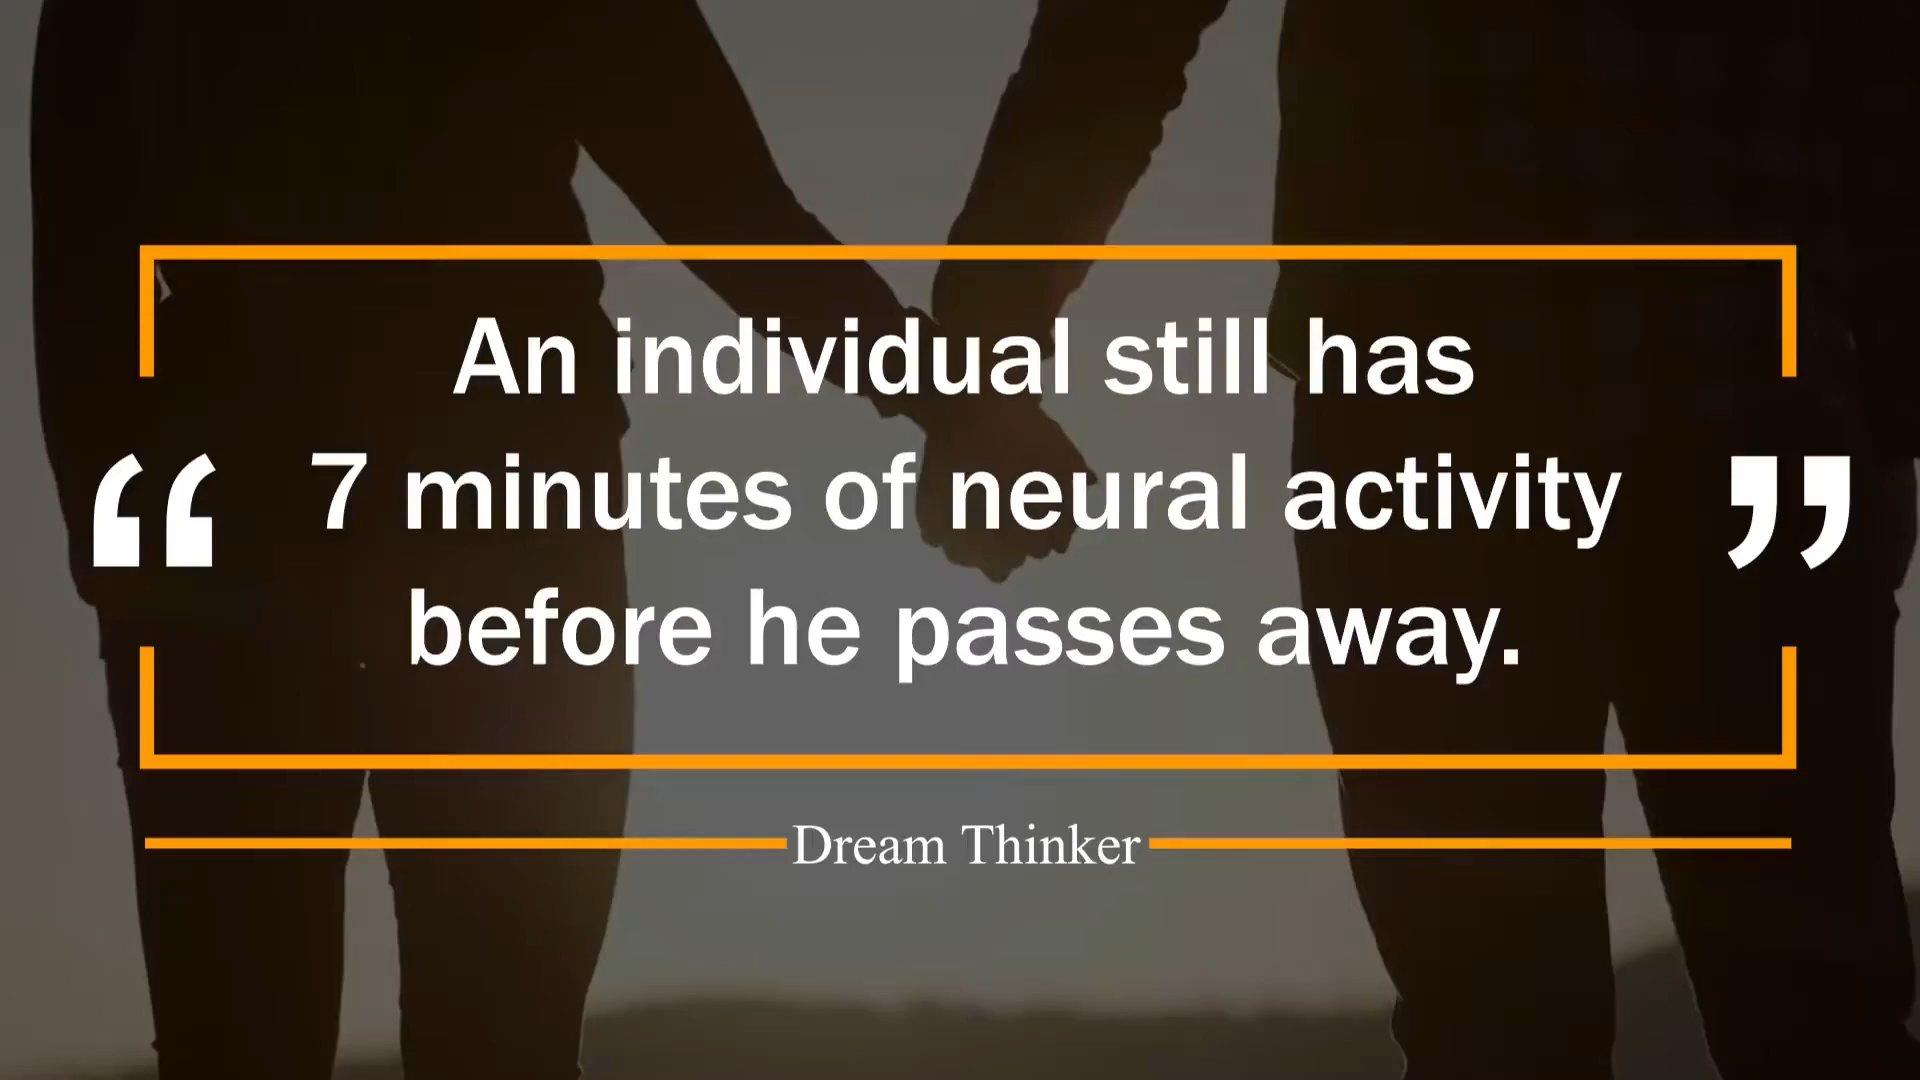 An individual still has
“ 7 minutes of neural activity ”
before he passes away.
Dream Thinker